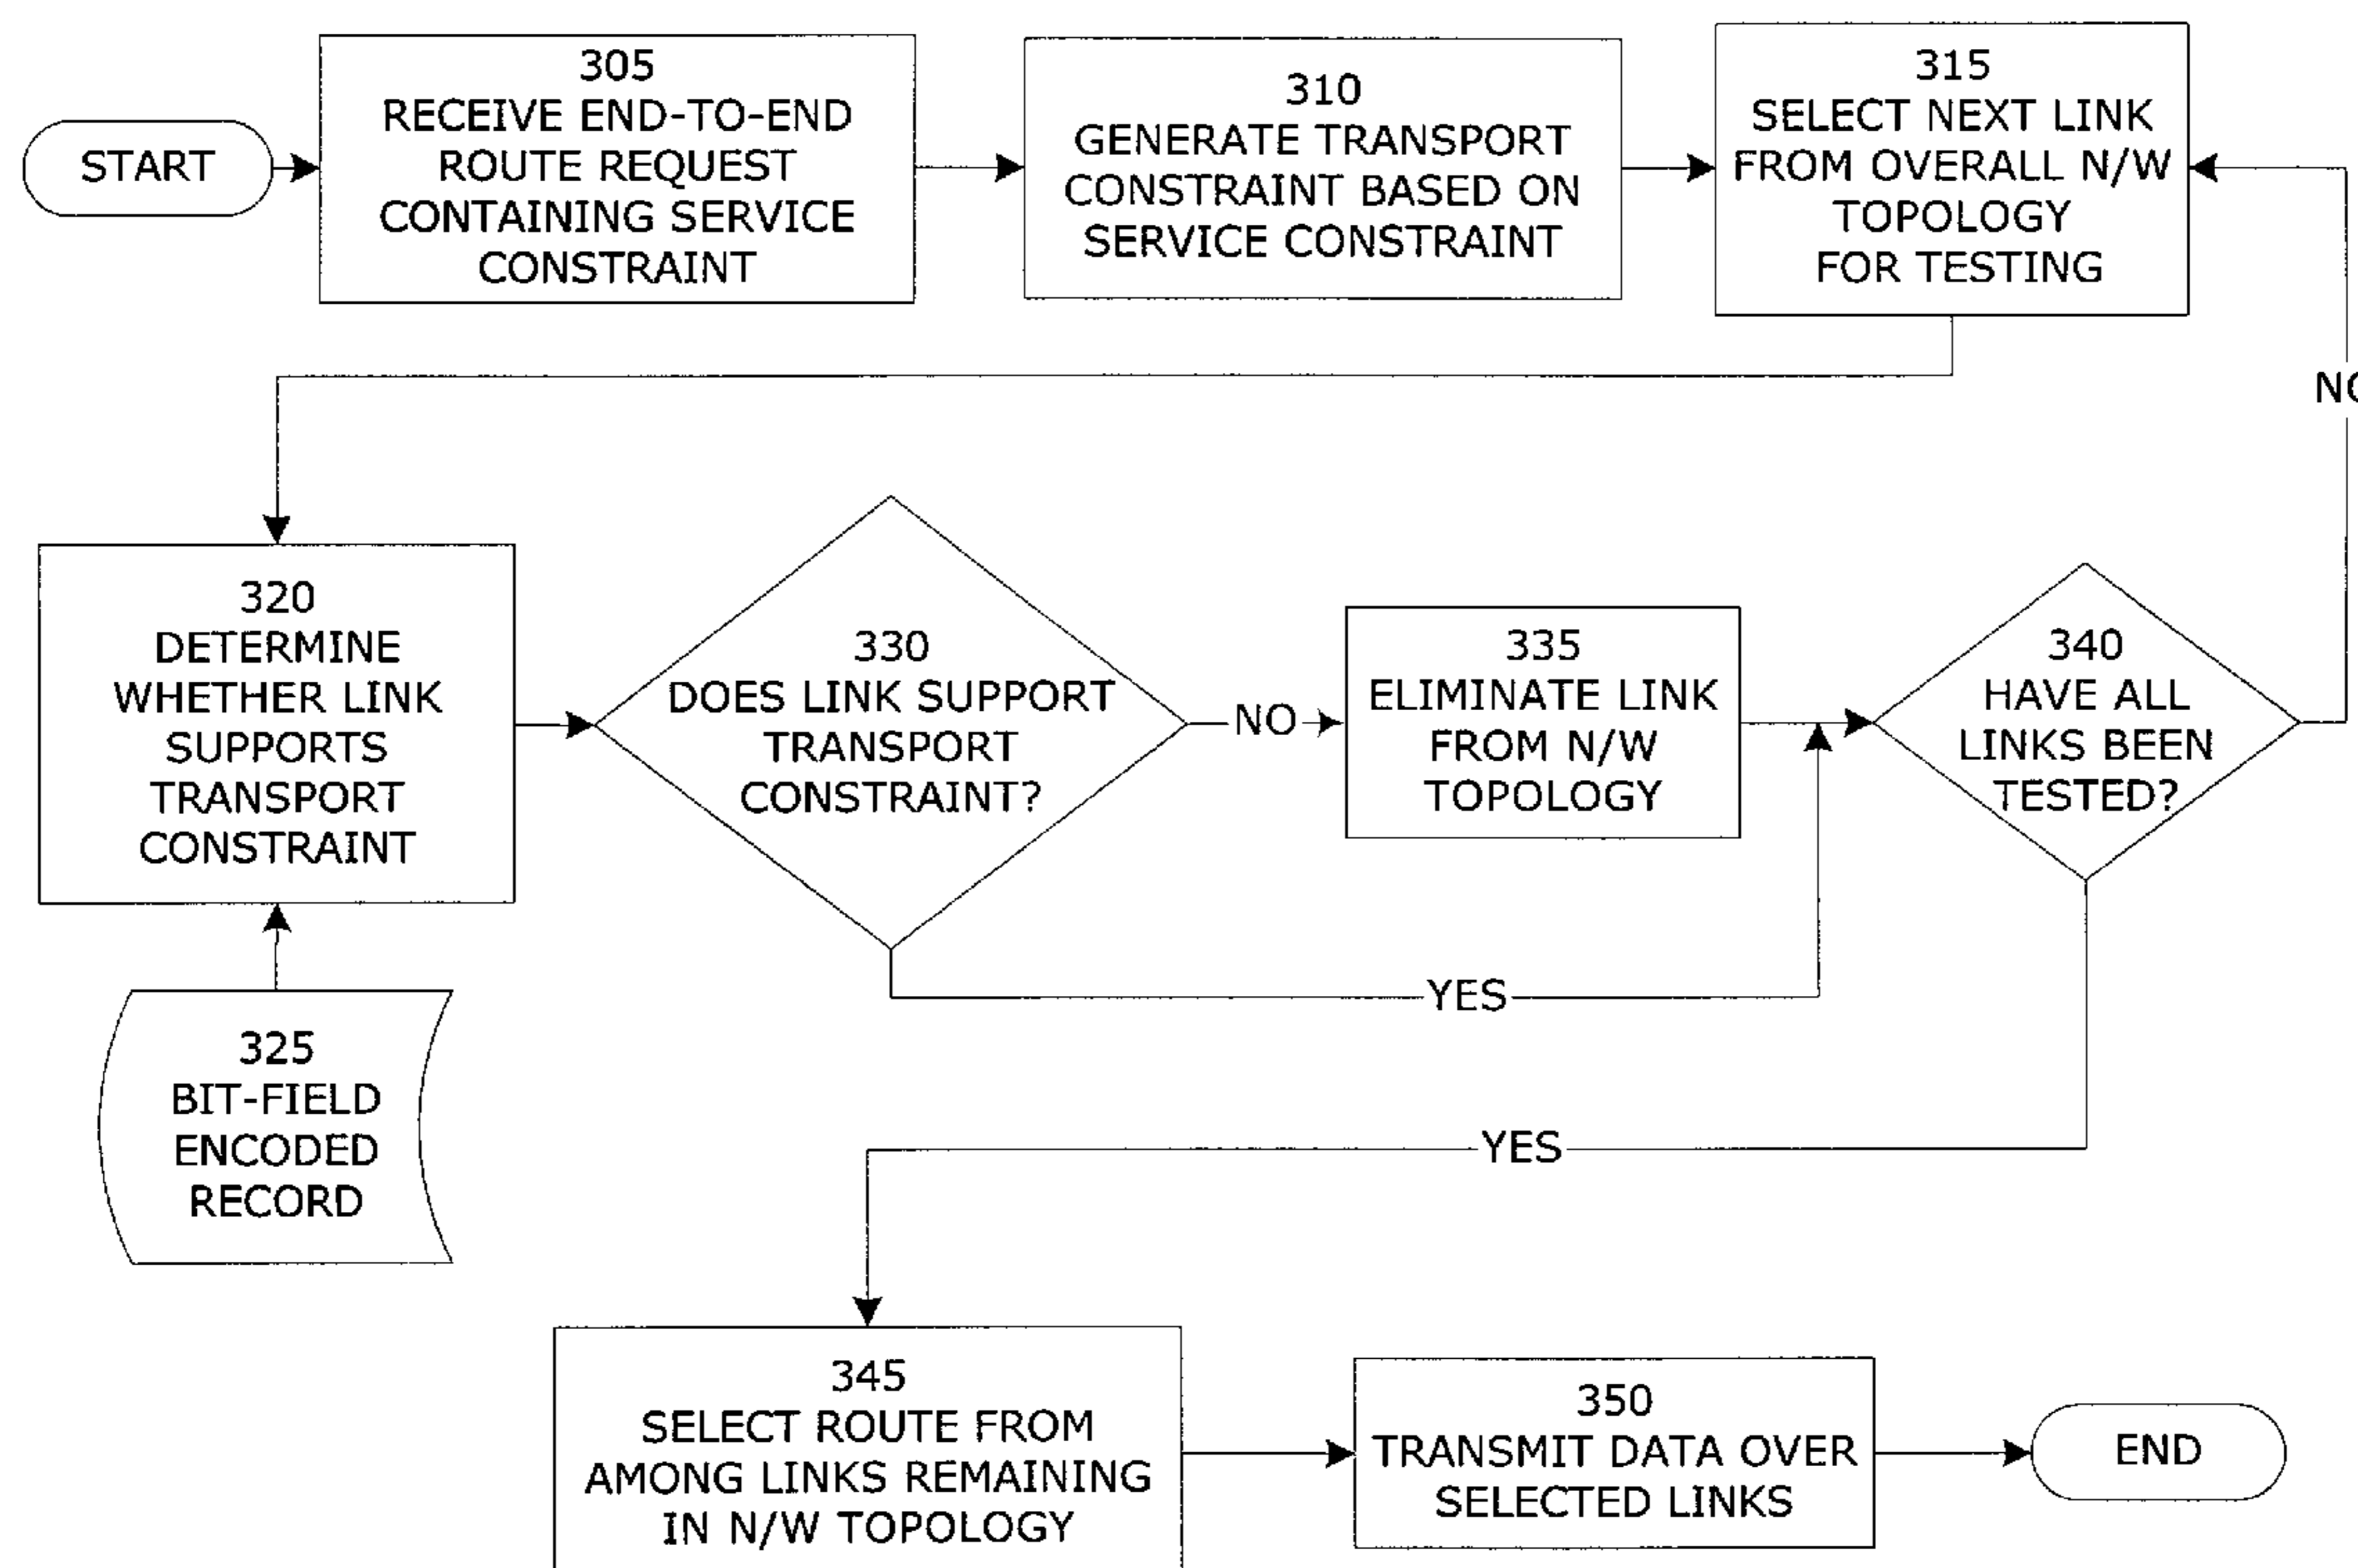 START
305
RECEIVE END-TO-END
ROUTE REQUEST
CONTAINING SERVICE
CONSTRAINT
310
GENERATE TRANSPORT
CONSTRAINT BASED ON
SERVICE CONSTRAINT
315
SELECT NEXT LINK
FROM OVERALL N/W
TOPOLOGY
FOR TESTING
NO
320
DETERMINE
WHETHER LINK
SUPPORTS
TRANSPORT
CONSTRAINT
330
DOES LINK SUPPORT
TRANSPORT
CONSTRAINT?
NO
335
ELIMINATE LINK
FROM N/W
TOPOLOGY
340
HAVE ALL
LINKS BEEN
TESTED?
YES
325
BIT-FIELD
ENCODED
RECORD
YES
345
SELECT ROUTE FROM
AMONG LINKS REMAINING
IN N/W TOPOLOGY
350
TRANSMIT DATA OVER
SELECTED LINKS
END